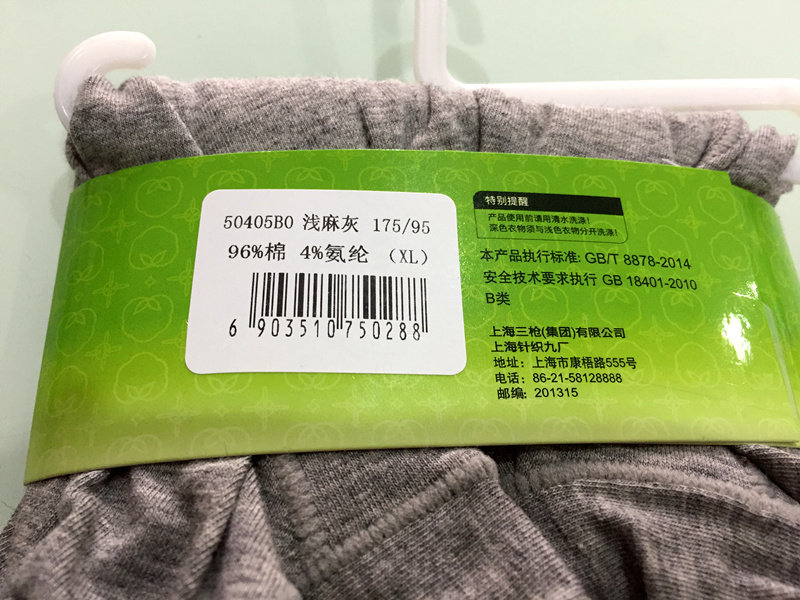 50405B0 浅麻灰 175/95
96%棉 4%氨纶 (XL)
6 903510 750288
特别提醒
产品使用前请用清水洗涤!
深色衣物须与浅色衣物分开洗涤!
本产品执行标准: GB/T 8878-2014
安全技术要求执行 GB 18401-2010
B类
上海三枪(集团)有限公司
上海针织九厂
地址: 上海市康梧路555号
电话: 86-21-58128888
邮编: 201315